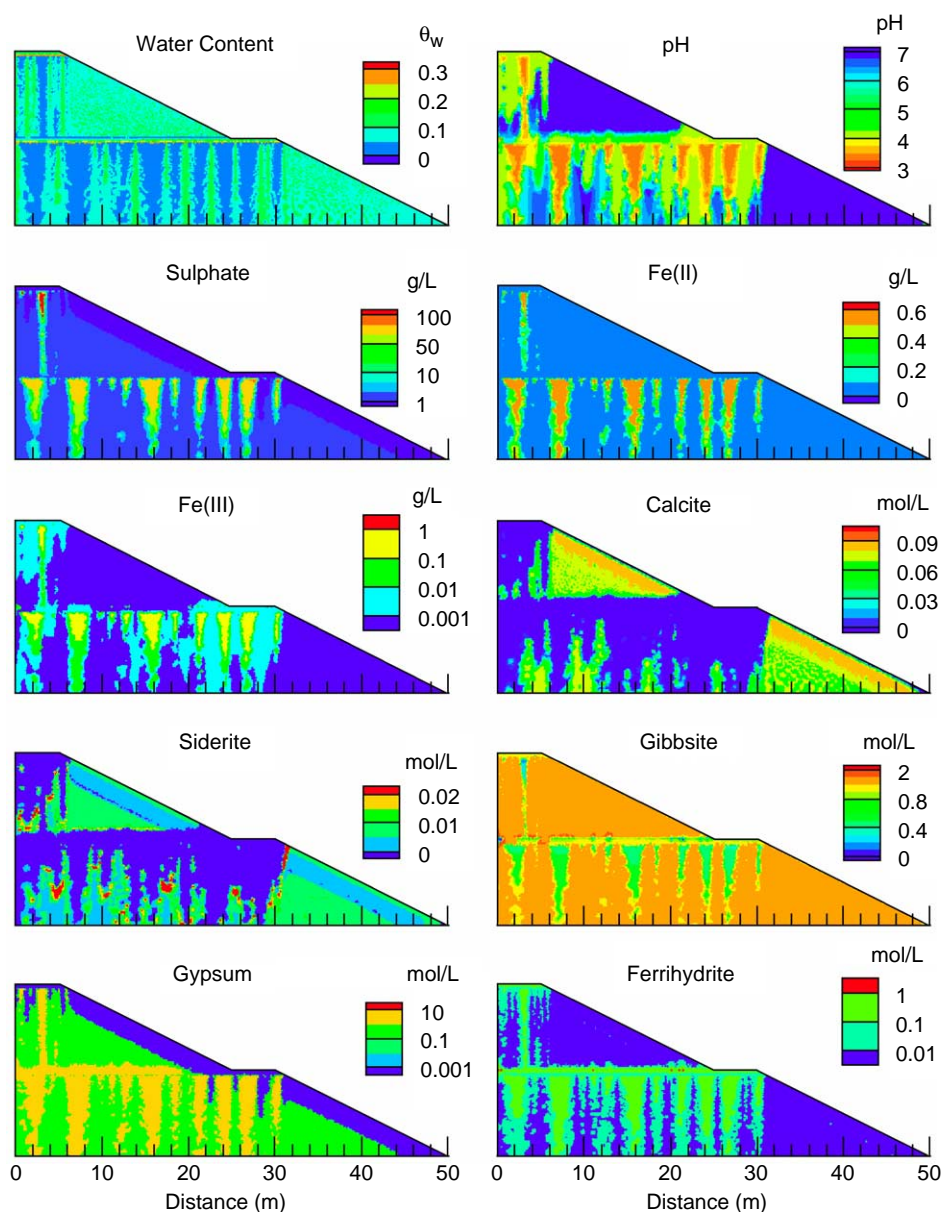 Water Content
θw
0.3
0.2
0.1
0
pH
pH
7
6
5
4
3
Sulphate
g/L
100
50
10
1
Fe(II)
g/L
0.6
0.4
0.2
0
Fe(III)
g/L
1
0.1
0.01
0.001
Calcite
mol/L
0.09
0.06
0.03
0
Siderite
mol/L
0.02
0.01
0
Gibbsite
mol/L
2
0.8
0.4
0
Gypsum
mol/L
10
0.1
0.001
Ferrihydrite
mol/L
1
0.1
0.01
0 10 20 30 40 50
Distance (m)
0 10 20 30 40 50
Distance (m)